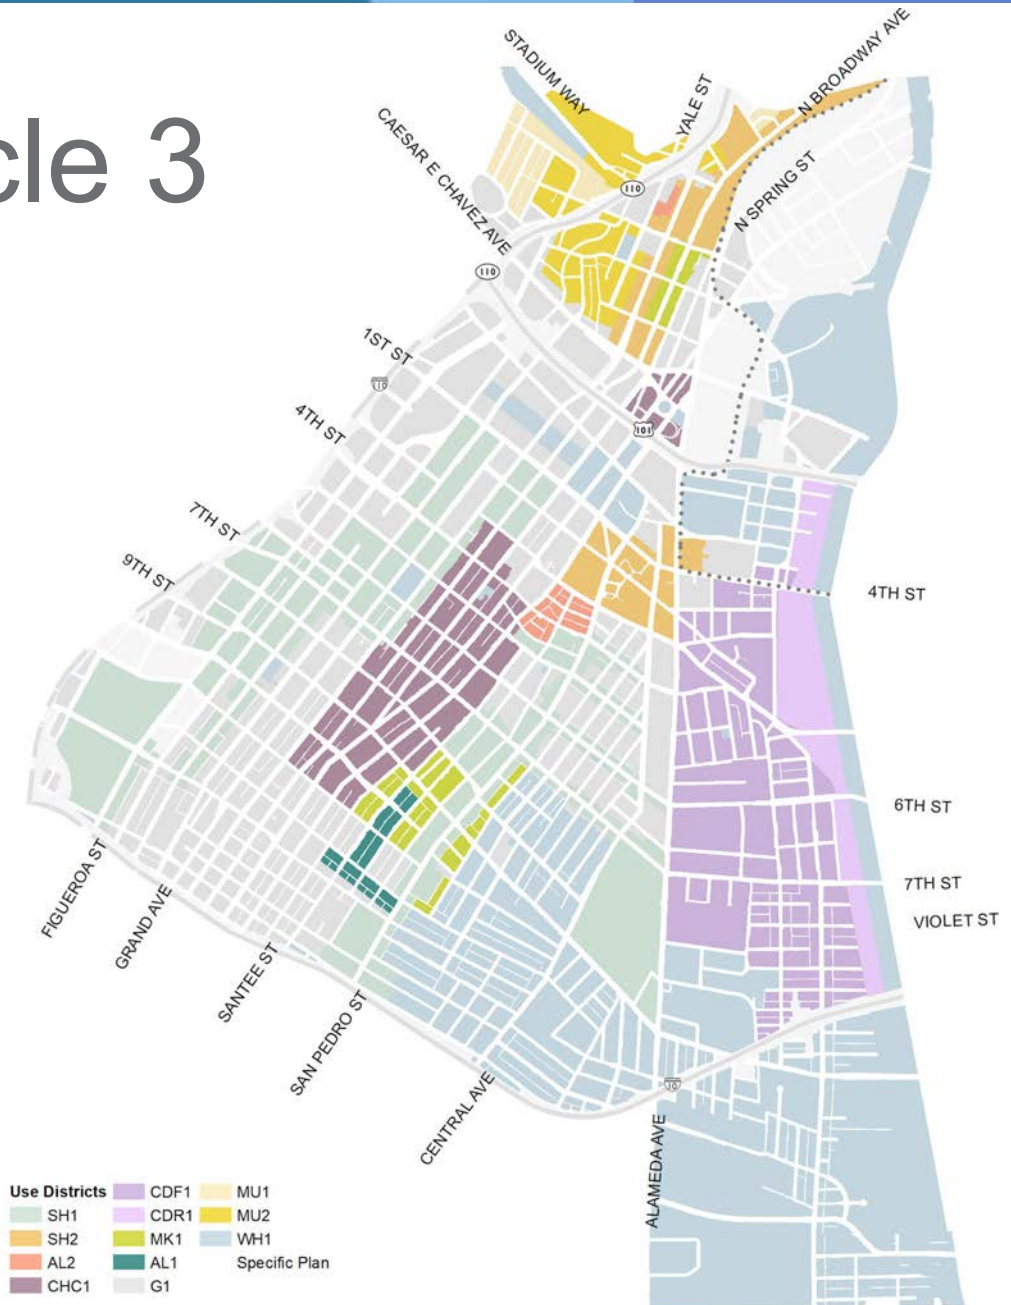 cle 3
STADIUM WAY
N BROADWAY AVE
YALE ST
CAESAR E CHAVEZ AVE
110
N SPRING ST
110
1ST ST
110
4TH ST
101
7TH ST
9TH ST
4TH ST
6TH ST
7TH ST
VIOLET ST
FIGUEROA ST
GRAND AVE
SANTEE ST
SAN PEDRO ST
CENTRAL AVE
10
ALAMEDA AVE
Use Districts
SH1
SH2
AL2
CHC1
CDF1
CDR1
MK1
AL1
G1
MU1
MU2
WH1
Specific Plan